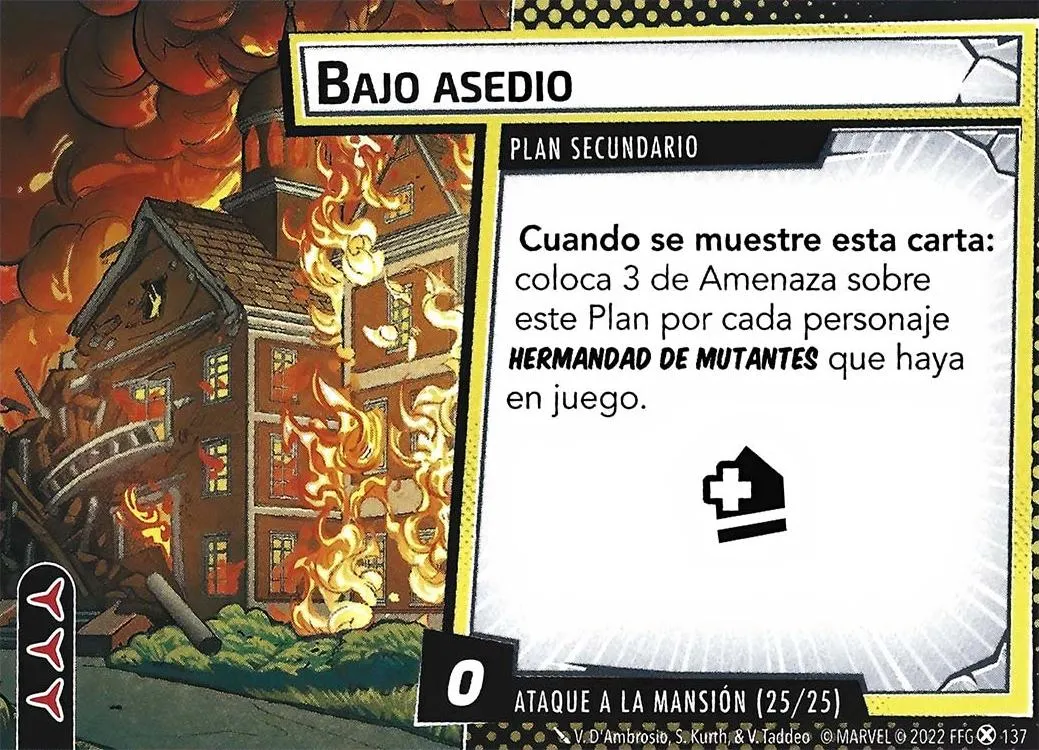 BAJO ASEDIO
PLAN SECUNDARIO
Cuando se muestre esta carta:
coloca 3 de Amenaza sobre
este Plan por cada personaje
HERMANDAD DE MUTANTES que haya
en juego.
0
ATAQUE A LA MANSIÓN (25/25)
V. D'Ambrosio, S. Kurth, & V. Taddeo © MARVEL © 2022 FFG 137